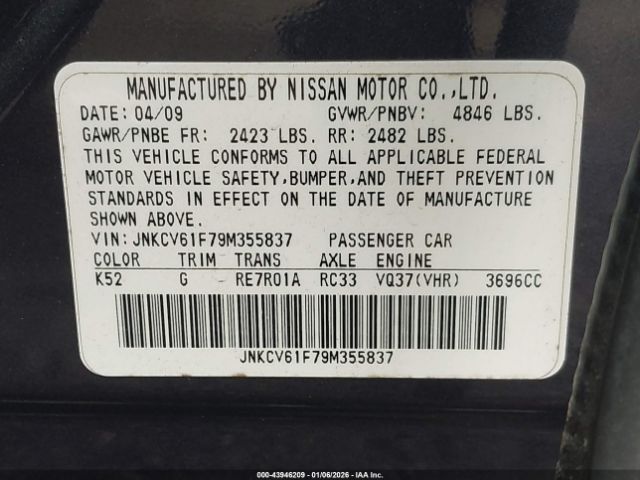 MANUFACTURED BY NISSAN MOTOR CO.,LTD.
DATE: 04/09 GVWR/PNBV: 4846 LBS.
GAWR/PNBE FR: 2423 LBS. RR: 2482 LBS.
THIS VEHICLE CONFORMS TO ALL APPLICABLE FEDERAL
MOTOR VEHICLE SAFETY,BUMPER,AND THEFT PREVENTION
STANDARDS IN EFFECT ON THE DATE OF MANUFACTURE
SHOWN ABOVE.
VIN: JNKCV61F79M355837 PASSENGER CAR
COLOR TRIM TRANS AXLE ENGINE
K52 G RE7R01A RC33 VQ37(VHR) 3696CC
JNKCV61F79M355837
000-43946209 - 01/06/2026 - IAA Inc.